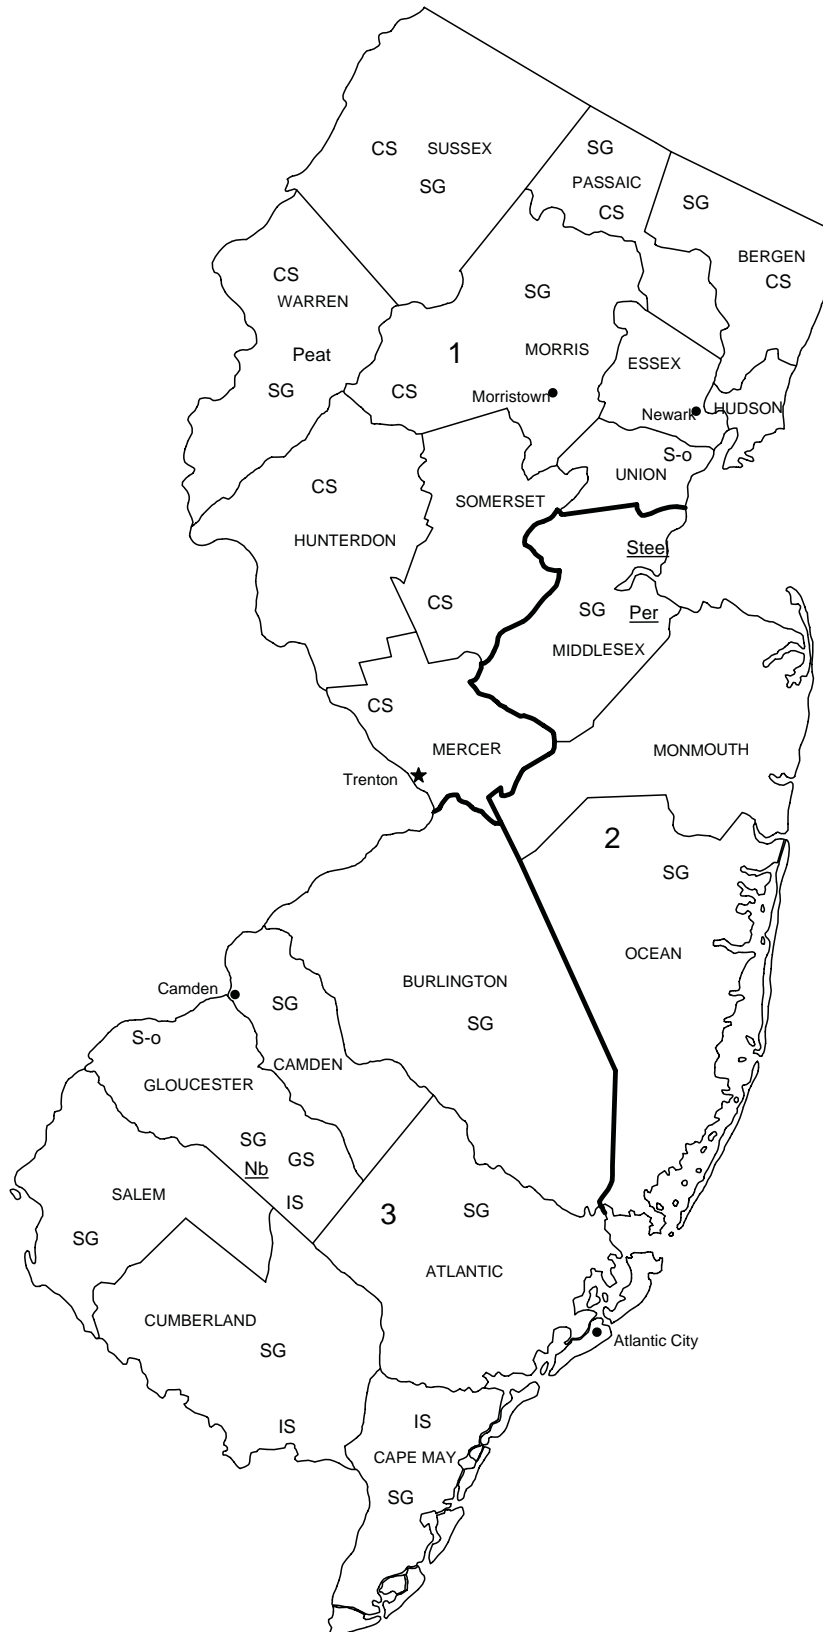 CS SUSSEX
SG
SG
PASSAIC
CS
SG
BERGEN
CS
CS
WARREN
Peat
SG
SG
1
MORRIS
CS
Morristown
ESSEX
Newark
HUDSON
S-o
UNION
CS
HUNTERDON
SOMERSET
CS
Steel
SG Per
MIDDLESEX
CS
MERCER
Trenton
MONMOUTH
2
SG
OCEAN
BURLINGTON
SG
Camden
SG
CAMDEN
S-o
GLOUCESTER
SG GS
Nb
IS
SALEM
SG
3
SG
ATLANTIC
CUMBERLAND
SG
IS
Atlantic City
IS
CAPE MAY
SG